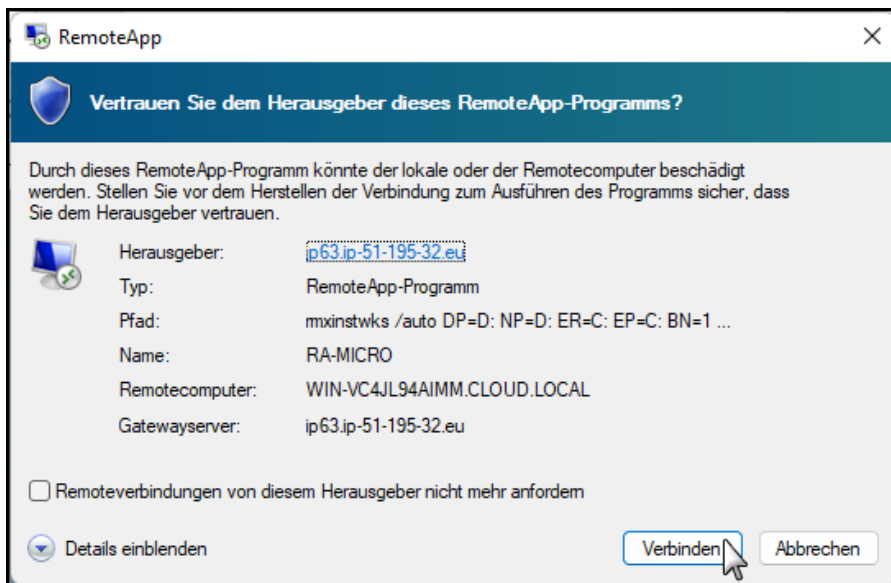 RemoteApp
Vertrauen Sie dem Herausgeber dieses RemoteApp-Programms?
Durch dieses RemoteApp-Programm könnte der lokale oder der Remotecomputer beschädigt
werden. Stellen Sie vor dem Herstellen der Verbindung zum Ausführen des Programms sicher, dass
Sie dem Herausgeber vertrauen.
Herausgeber: ip63.ip-51-195-32.eu
Typ: RemoteApp-Programm
Pfad: rmxinstwks /auto DP=D: NP=D: ER=C: EP=C: BN=1 ...
Name: RA-MICRO
Remotecomputer: WIN-VC4JL94AIMM.CLOUD.LOCAL
Gatewayserver: ip63.ip-51-195-32.eu
Remoteverbindungen von diesem Herausgeber nicht mehr anfordern
Details einblenden Verbinden Abbrechen